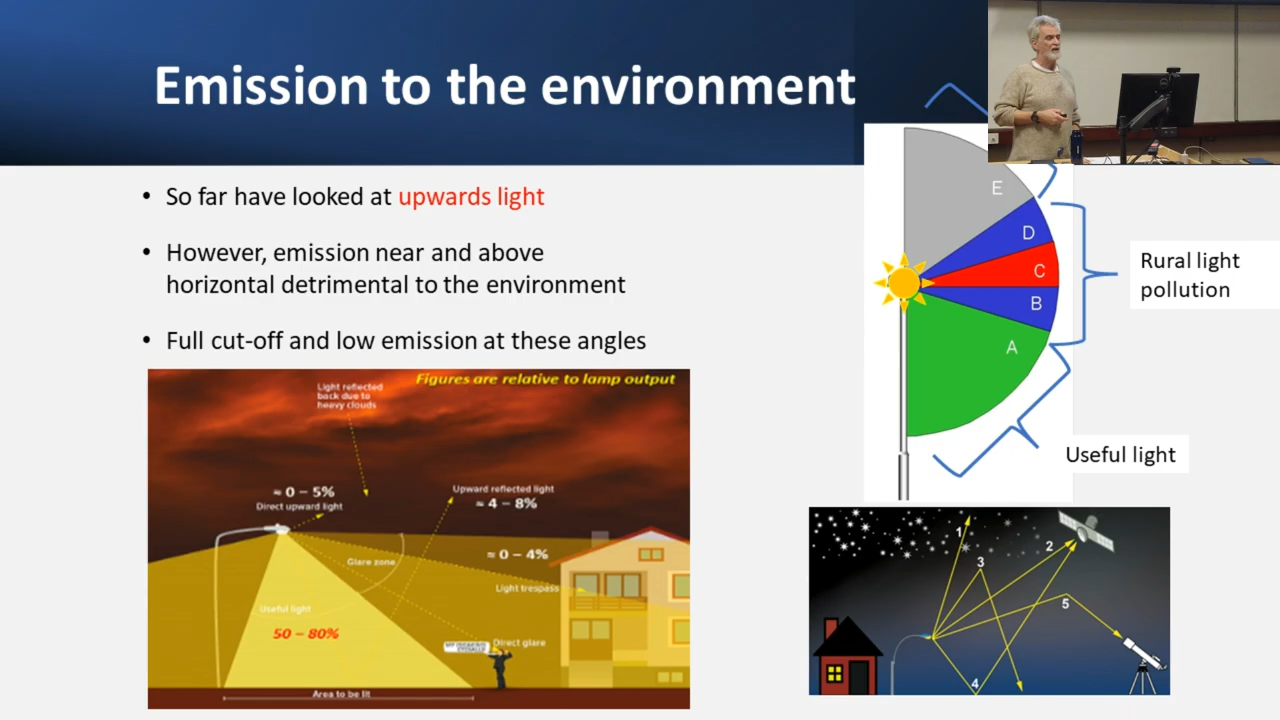 Emission to the environment
• So far have looked at upwards light
• However, emission near and above
horizontal detrimental to the environment
• Full cut-off and low emission at these angles
Figures are relative to lamp output
Light reflected
back due to
heavy clouds
≈ 0 – 5%
Direct upward light
Upward reflected light
≈ 4 – 8%
Glare zone
≈ 0 – 4%
Light trespass
Useful light
50 – 80%
Direct glare
Area to be lit
E
D
C
B
A
Rural light
pollution
Useful light
1
2
3
5
4